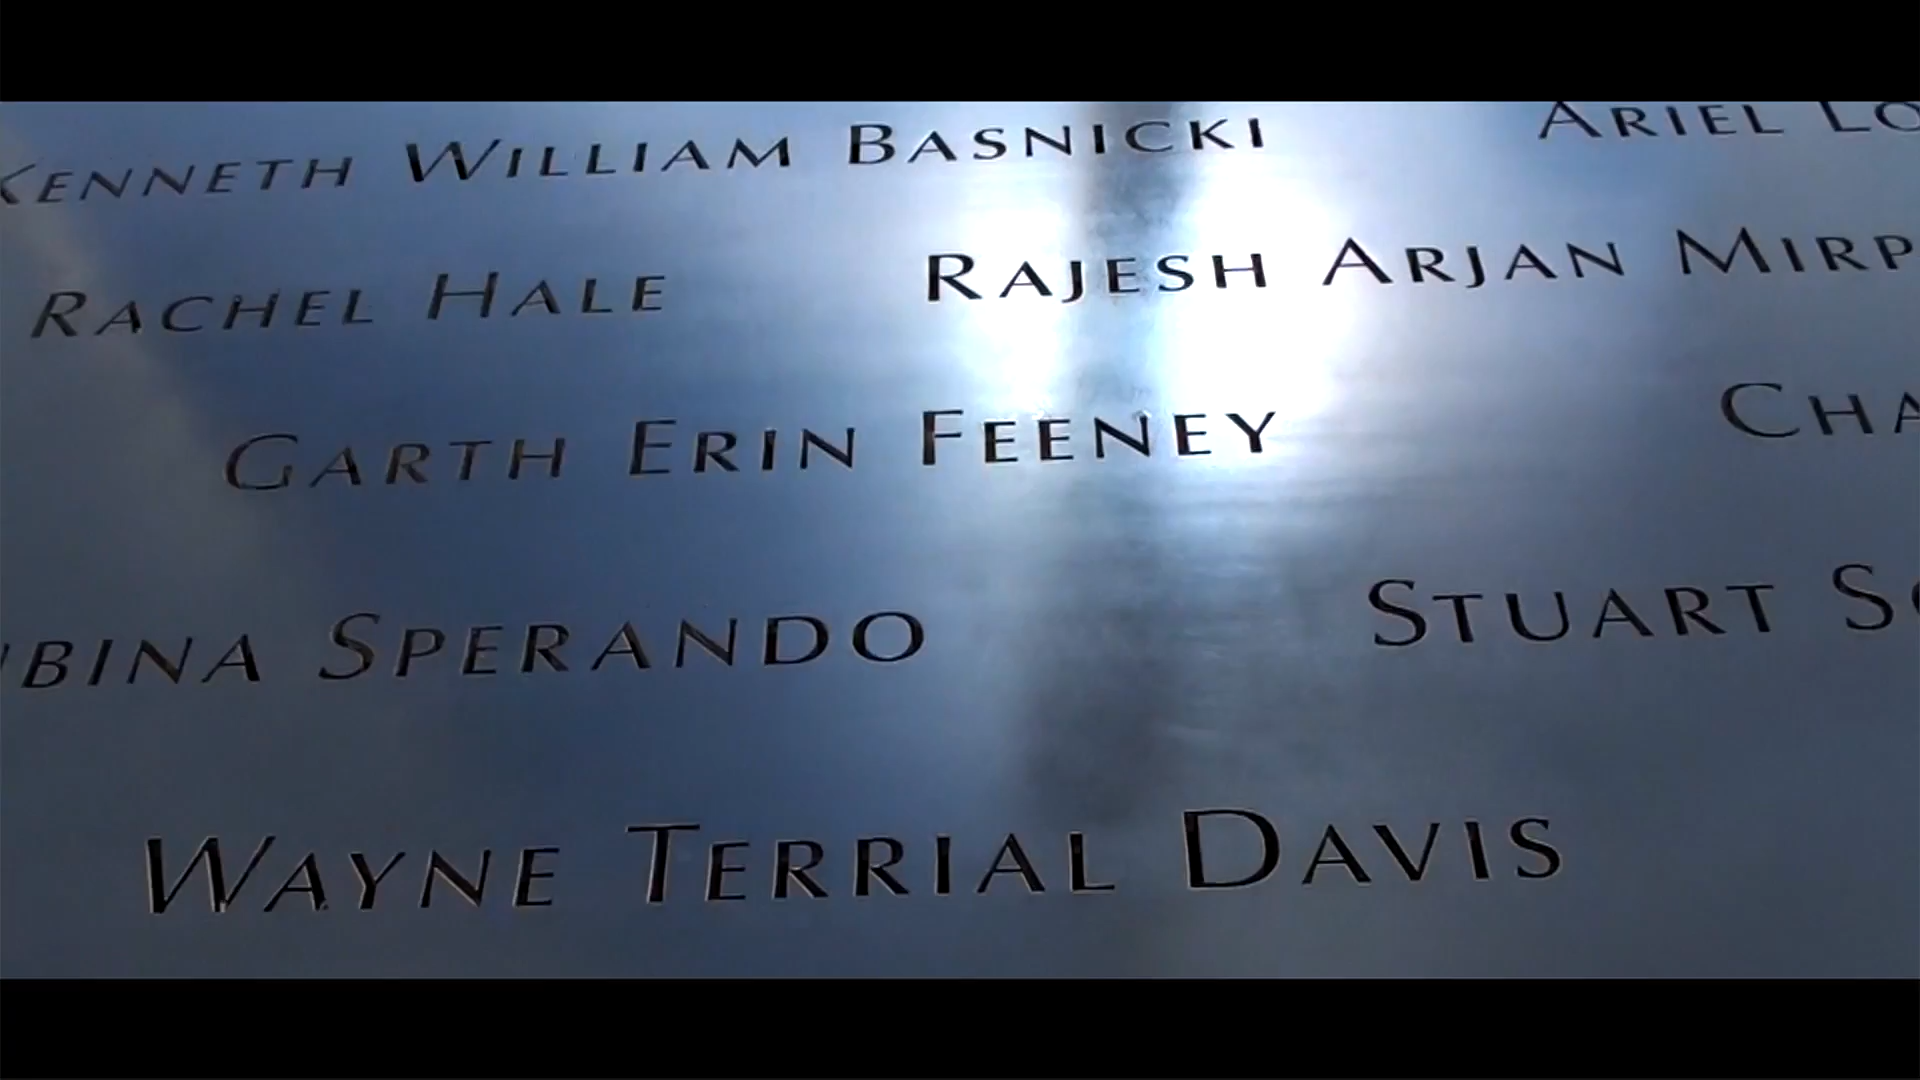 KENNETH WILLIAM BASNICKI ARIEL
RACHEL HALE RAJESH ARJAN
GARTH ERIN FEENEY
SPERANDO STUART
WAYNE TERRIAL DAVIS